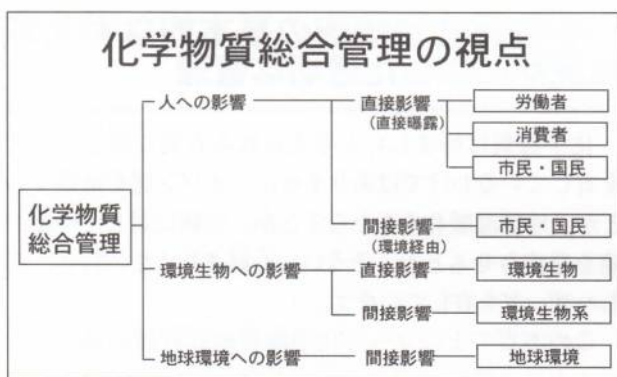 化学物質総合管理の視点
化学物質
総合管理
人への影響
直接影響
(直接曝露)
労働者
消費者
市民・国民
間接影響
(環境経由)
市民・国民
環境生物への影響
直接影響
環境生物
間接影響
環境生物系
地球環境への影響
間接影響
地球環境